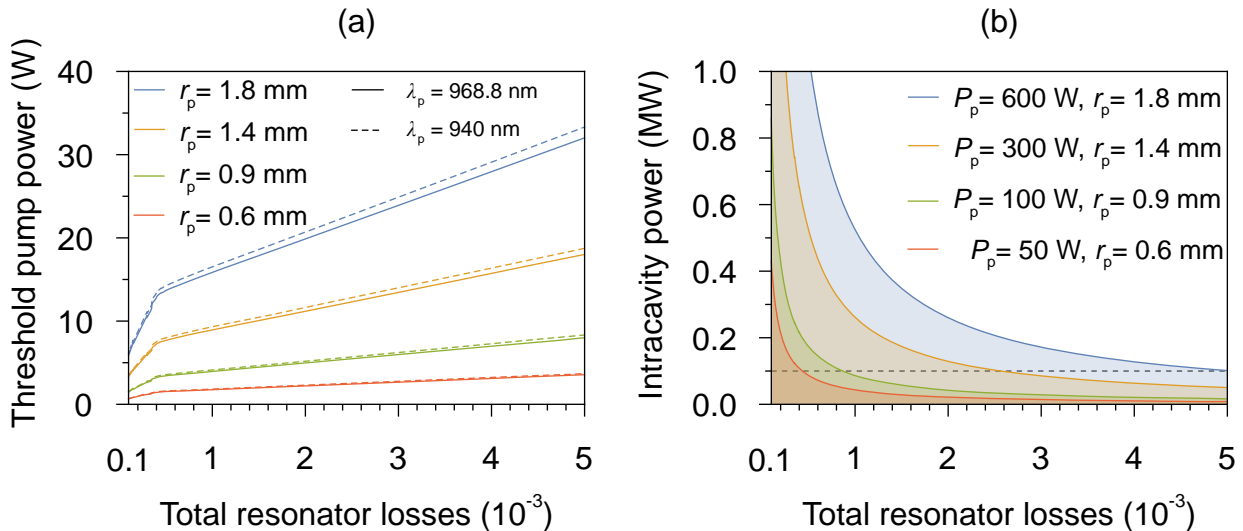 (a)
Threshold pump power (W)
40
30
20
10
0
r_p= 1.8 mm
r_p= 1.4 mm
r_p= 0.9 mm
r_p= 0.6 mm
λ_p = 968.8 nm
λ_p = 940 nm
0.1 1 2 3 4 5
Total resonator losses (10^-3)
(b)
Intracavity power (MW)
1.0
0.8
0.6
0.4
0.2
0.0
P_p= 600 W, r_p= 1.8 mm
P_p= 300 W, r_p= 1.4 mm
P_p= 100 W, r_p= 0.9 mm
P_p= 50 W, r_p= 0.6 mm
0.1 1 2 3 4 5
Total resonator losses (10^-3)